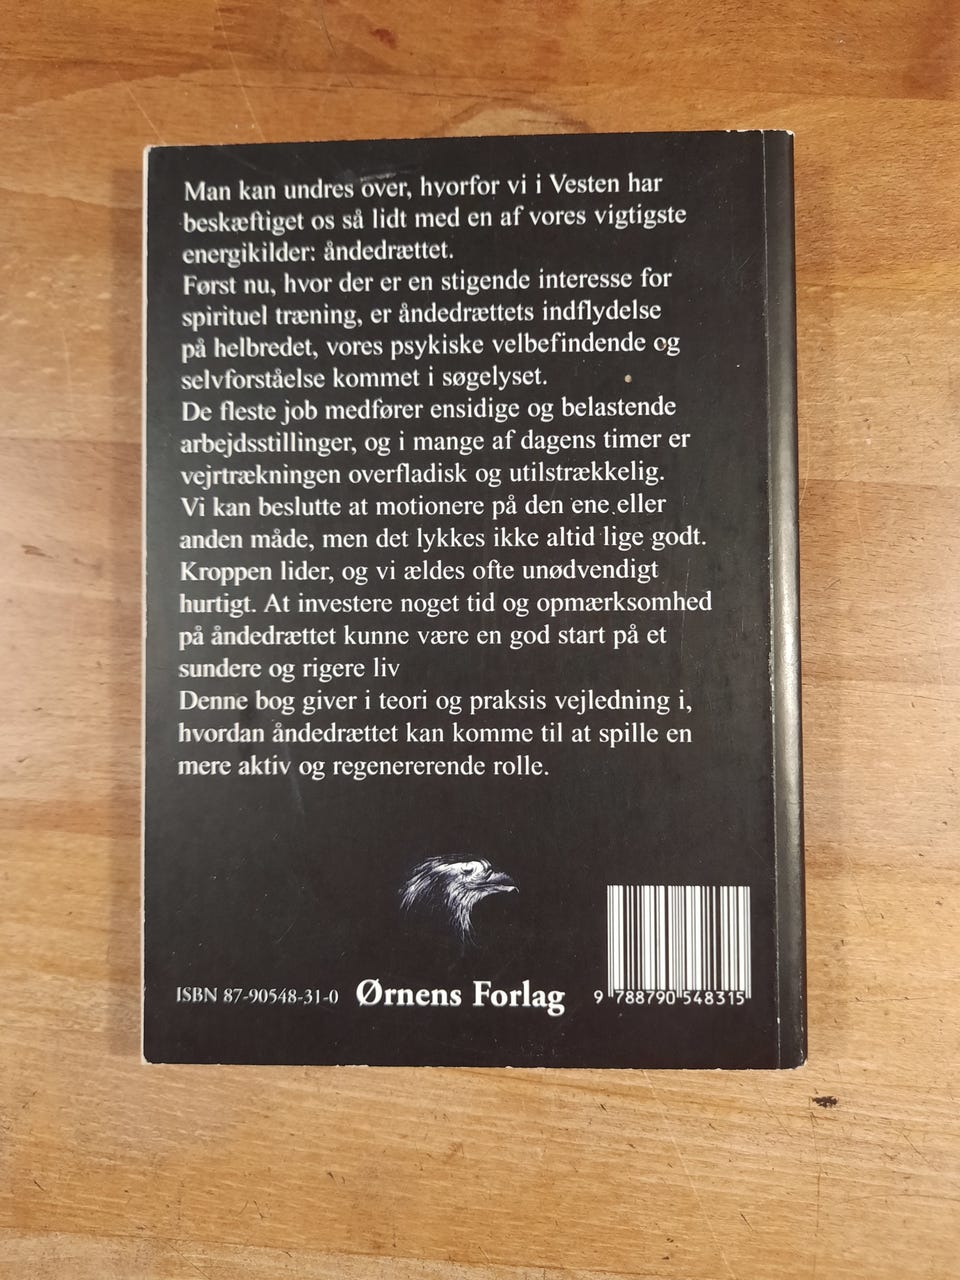 Man kan undres over, hvorfor vi i Vesten har
beskæftiget os så lidt med en af vores vigtigste
energikilder: åndedrættet.
Først nu, hvor der er en stigende interesse for
spirituel træning, er åndedrættets indflydelse
på helbredet, vores psykiske velbefindende og
selvforståelse kommet i søgelyset.
De fleste job medfører ensidige og belastende
arbejdsstillinger, og i mange af dagens timer er
vejrtrækningen overfladisk og utilstrækkelig.
Vi kan beslutte at motionere på den ene eller
anden måde, men det lykkes ikke altid lige godt.
Kroppen lider, og vi ældes ofte unødvendigt
hurtigt. At investere noget tid og opmærksomhed
på åndedrættet kunne være en god start på et
sundere og rigere liv
Denne bog giver i teori og praksis vejledning i,
hvordan åndedrættet kan komme til at spille en
mere aktiv og regenererende rolle.
ISBN 87-90548-31-0 Ørnens Forlag 9 788790 548315